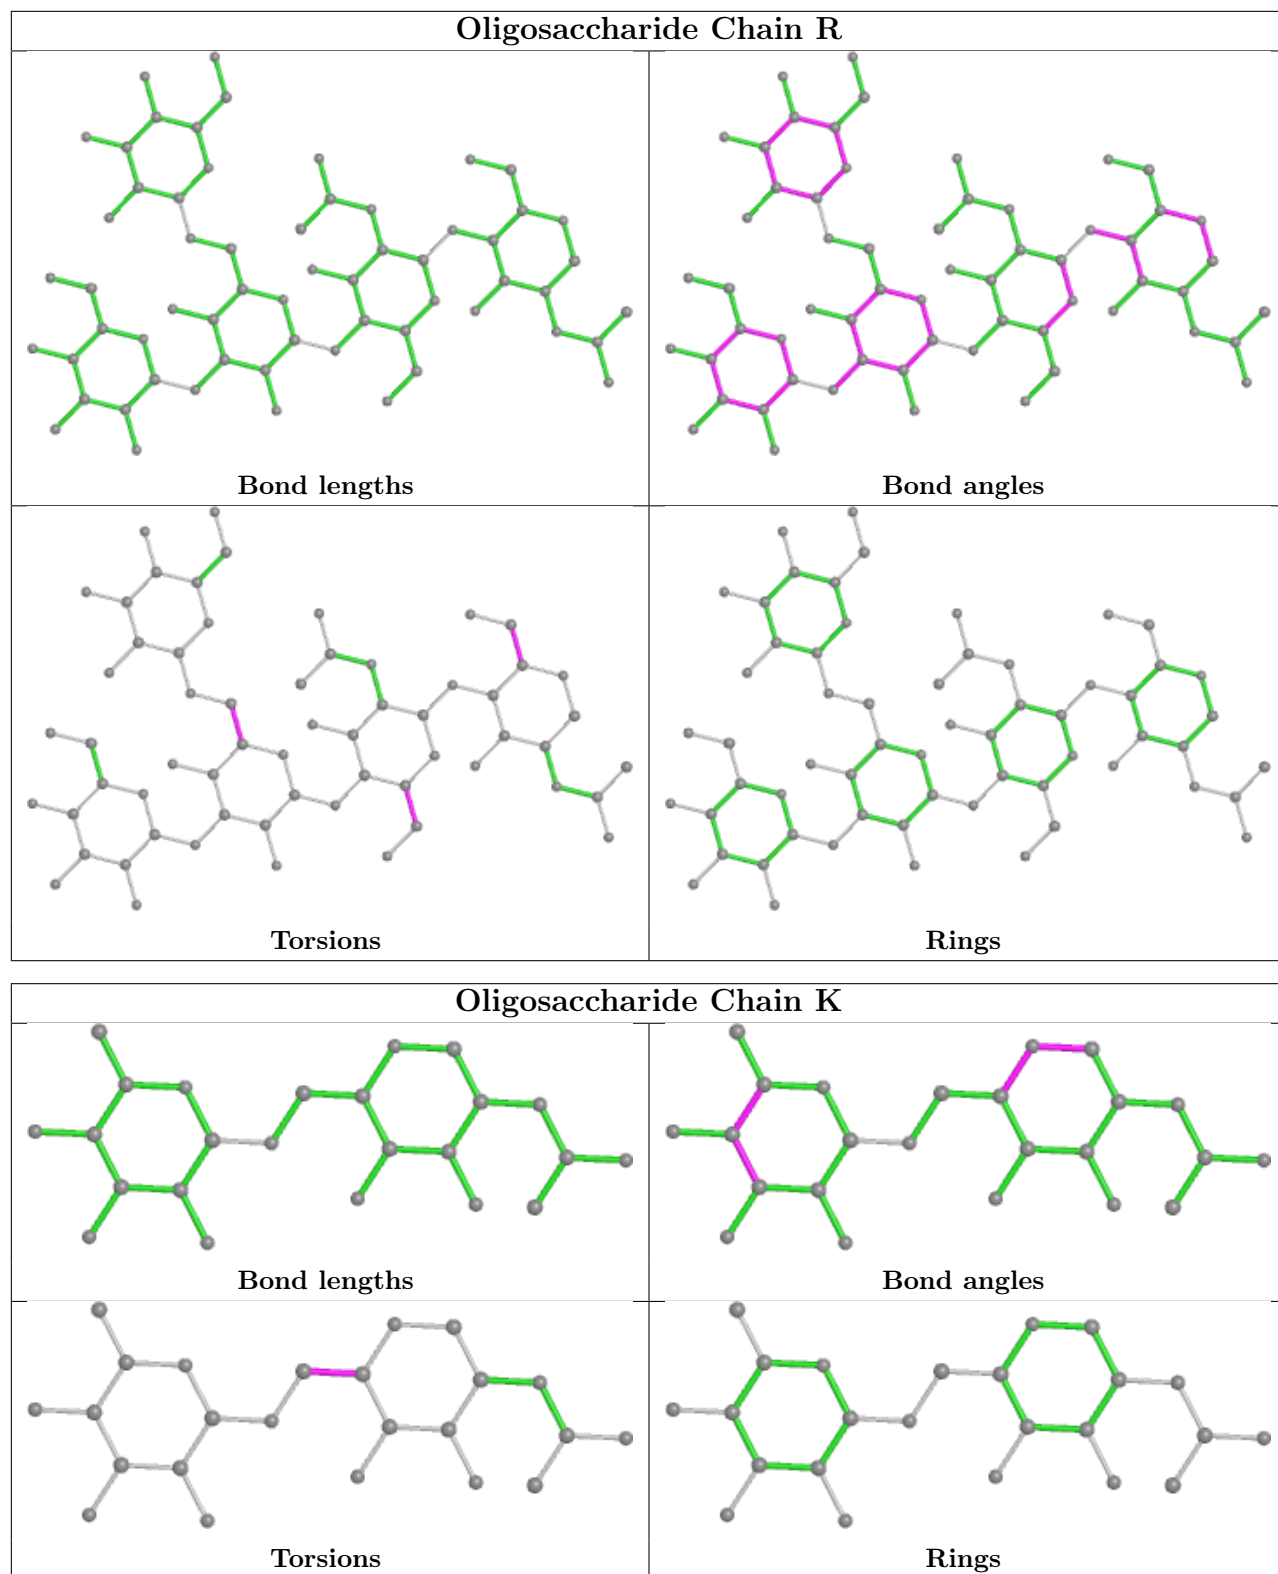 Oligosaccharide Chain R
Bond lengths
Bond angles
Torsions
Rings
Oligosaccharide Chain K
Bond lengths
Bond angles
Torsions
Rings